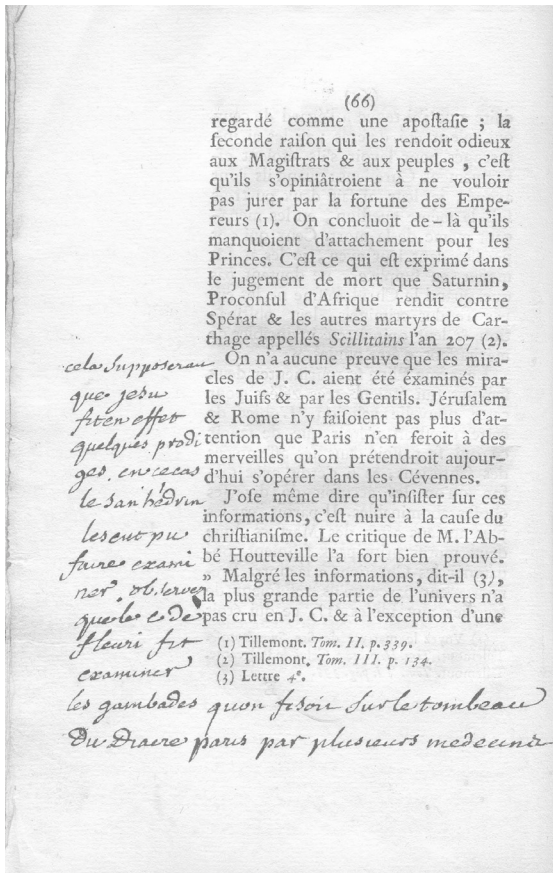 (66)
regardé comme une apoſtaſie ; la
ſeconde raiſon qui les rendoit odieux
aux Magiſtrats & aux peuples , c'eſt
qu'ils s'opiniâtroient à ne vouloir
pas jurer par la fortune des Empe-
reurs (1). On concluoit de-là qu'ils
manquoient d'attachement pour les
Princes. C'eſt ce qui eſt exprimé dans
le jugement de mort que Saturnin,
Proconſul d'Afrique rendit contre
Spérat & les autres martyrs de Car-
thage appellés Scillitains l'an 207 (2).
On n'a aucune preuve que les mira-
cles de J. C. aient été éxaminés par
les Juifs & par les Gentils. Jéruſalem
& Rome n'y faiſoient pas plus d'at-
tention que Paris n'en feroit à des
merveilles qu'on prétendroit aujour-
d'hui s'opérer dans les Cévennes.
J'oſe même dire qu'inſiſter ſur ces
informations, c'eſt nuire à la cauſe du
chriſtianiſme. Le critique de M. l'Ab-
bé Houtteville l'a fort bien prouvé.
» Malgré les informations, dit-il (3),
la plus grande partie de l'univers n'a
pas cru en J. C. & à l'exception d'une
(1) Tillemont. Tom. II. p. 339.
(2) Tillemont. Tom. III. p. 134.
(3) Lettre 4e.
cela supposerau
que jesu
fit en effet
quelques prodi
ges. en ce cas
le sanhédrin
les eut pu
faire exami
ner. observez
que le c de
fleuri fit
examiner
les gambades quon fesoit sur le tombeau
Du Diacre paris par plusieurs medecins